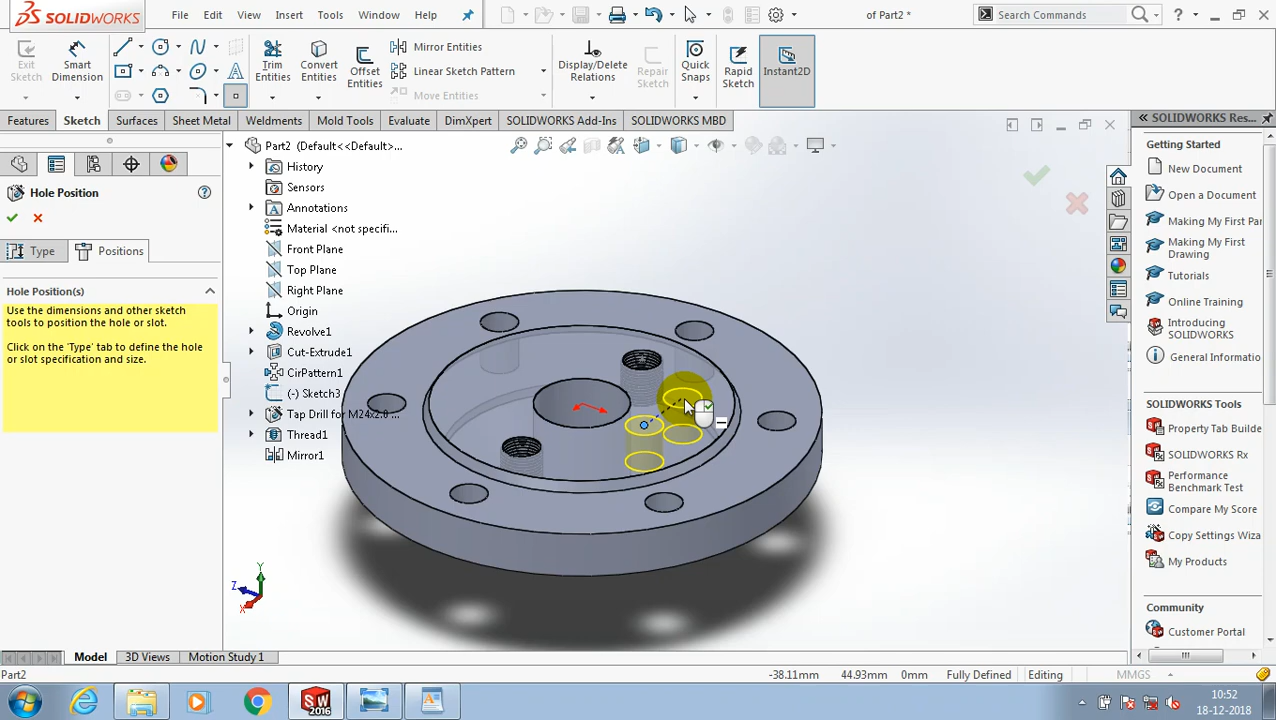 SOLIDWORKS
File
Edit
View
Insert
Tools
Window
Help
of Part2 *
Search Commands
Exit
Sketch
Smart
Dimension
Trim
Entities
Convert
Entities
Offset
Entities
Mirror Entities
Linear Sketch Pattern
Move Entities
Display/Delete
Relations
Repair
Sketch
Quick
Snaps
Rapid
Sketch
Instant2D
Features
Sketch
Surfaces
Sheet Metal
Weldments
Mold Tools
Evaluate
DimXpert
SOLIDWORKS Add-Ins
SOLIDWORKS MBD
Hole Position
Type
Positions
Hole Position(s)
Use the dimensions and other sketch
tools to position the hole or slot.
Click on the 'Type' tab to define the hole
or slot specification and size.
Part2 (Default<<Default>...
History
Sensors
Annotations
Material <not specifi...
Front Plane
Top Plane
Right Plane
Origin
Revolve1
Cut-Extrude1
CirPattern1
(-) Sketch3
Tap Drill for M24x2.0 ...
Thread1
Mirror1
Y
Z
X
SOLIDWORKS Res...
Getting Started
New Document
Open a Document
Making My First Pa
Making My First
Drawing
Tutorials
Online Training
Introducing
SOLIDWORKS
General Informatio
SOLIDWORKS Tools
Property Tab Builde
SOLIDWORKS Rx
Performance
Benchmark Test
Compare My Score
Copy Settings Wiza
My Products
Community
Customer Portal
Model
3D Views
Motion Study 1
Part2
-38.11mm
44.93mm
0mm
Fully Defined
Editing
MMGS
SW
2016
10:52
18-12-2018